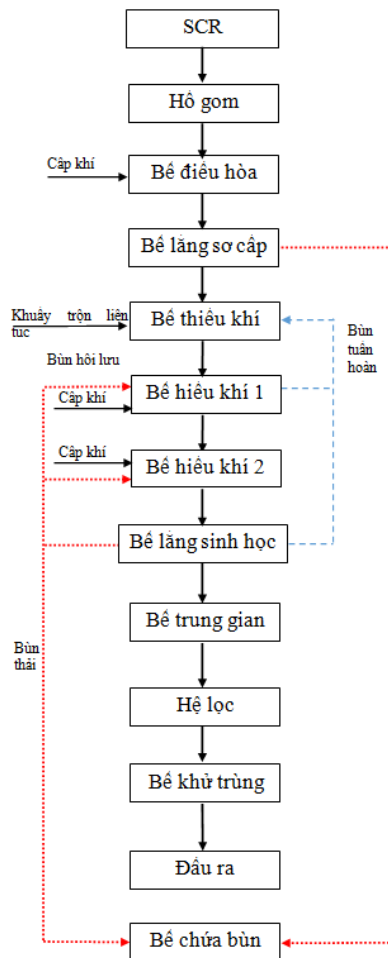 SCR
Hố gom
Cấp khí
Bể điều hòa
Bể lắng sơ cấp
Khuấy trộn liên
tục
Bể thiếu khí
Bùn
tuần
hoàn
Bùn hồi lưu
Bể hiếu khí 1
Cấp khí
Cấp khí
Bể hiếu khí 2
Bể lắng sinh học
Bể trung gian
Bùn
thải
Hệ lọc
Bể khử trùng
Đầu ra
Bể chứa bùn